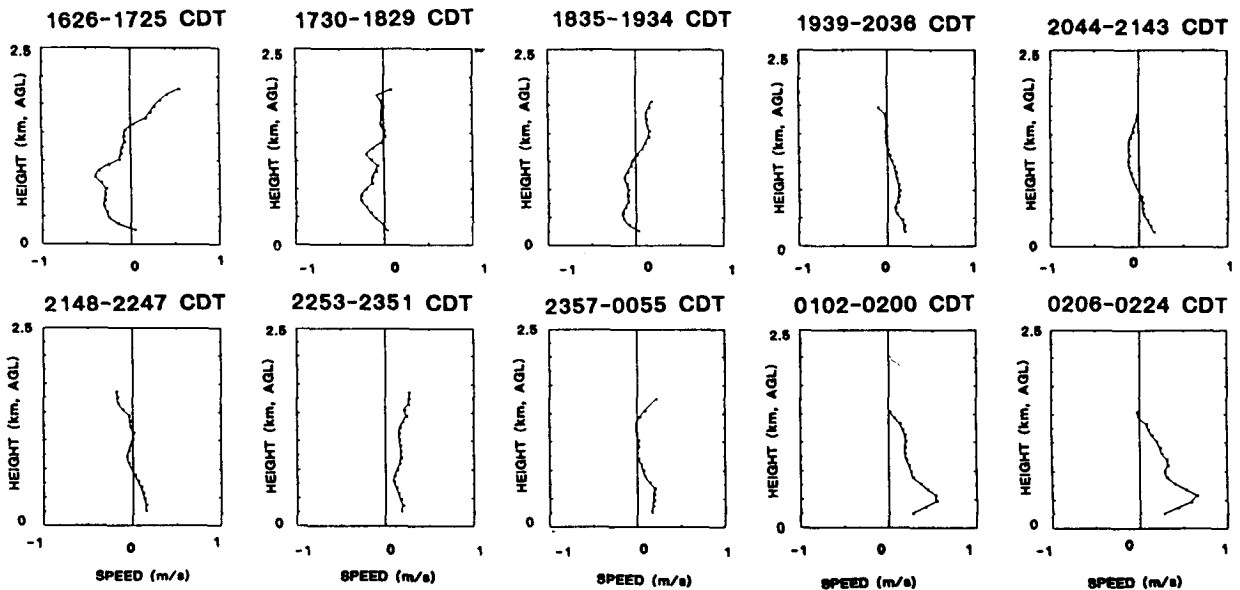 1626-1725 CDT 1730-1829 CDT 1835-1934 CDT 1939-2036 CDT 2044-2143 CDT
2.5 2.5 2.5 2.5 2.5
HEIGHT (km, AGL) HEIGHT (km, AGL) HEIGHT (km, AGL) HEIGHT (km, AGL) HEIGHT (km, AGL)
0 0 0 0 0
-1 0 1 -1 0 1 -1 0 1 -1 0 1 -1 0 1
2148-2247 CDT 2253-2351 CDT 2357-0055 CDT 0102-0200 CDT 0206-0224 CDT
2.5 2.5 2.5 2.5 2.5
HEIGHT (km, AGL) HEIGHT (km, AGL) HEIGHT (km, AGL) HEIGHT (km, AGL) HEIGHT (km, AGL)
0 0 0 0 0
-1 0 1 -1 0 1 -1 0 1 -1 0 1 -1 0 1
SPEED (m/s) SPEED (m/s) SPEED (m/s) SPEED (m/s) SPEED (m/s)